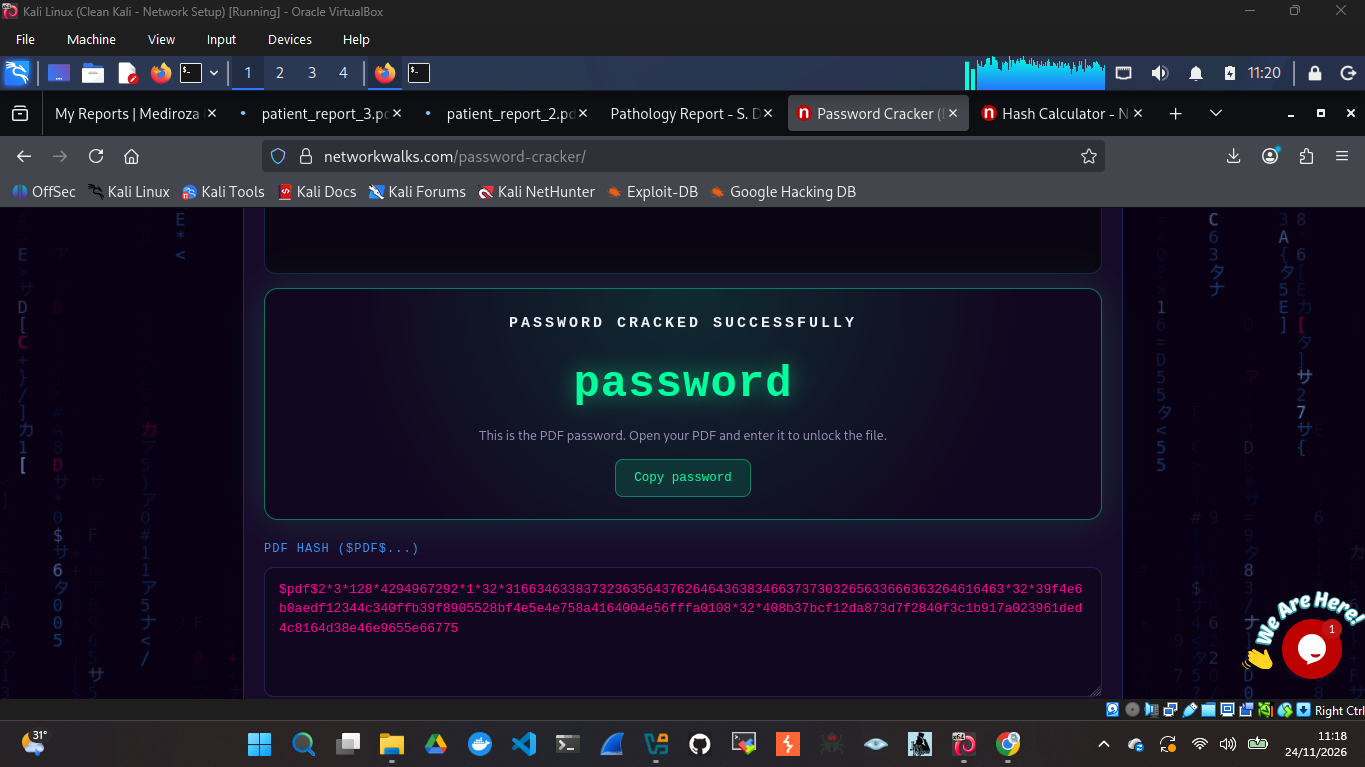 Kali Linux (Clean Kali - Network Setup) [Running] - Oracle VirtualBox
File Machine View Input Devices Help
1 2 3 4 11:20
My Reports | Mediroza patient_report_3.pd patient_report_2.pd Pathology Report - S. D Password Cracker ( Hash Calculator - N
networkwalks.com/password-cracker/
OffSec Kali Linux Kali Tools Kali Docs Kali Forums Kali NetHunter Exploit-DB Google Hacking DB
PASSWORD CRACKED SUCCESSFULLY
password
This is the PDF password. Open your PDF and enter it to unlock the file.
Copy password
PDF HASH ($PDF$...)
$pdf$2*3*128*4294967292*1*32*31663463383732363564376264643638346637373032656336663632646164 63*32*39f4e6
b0aedf12344c340ffb39f8905528bf4e5e4e758a4164004e56fffa0108*32*408b37bcf12da873d7f2840f3c1b917a023961ded
4c8164d38e46e9655e66775
We Are Here!
1
Right Ctrl
31°
11:18
24/11/2026